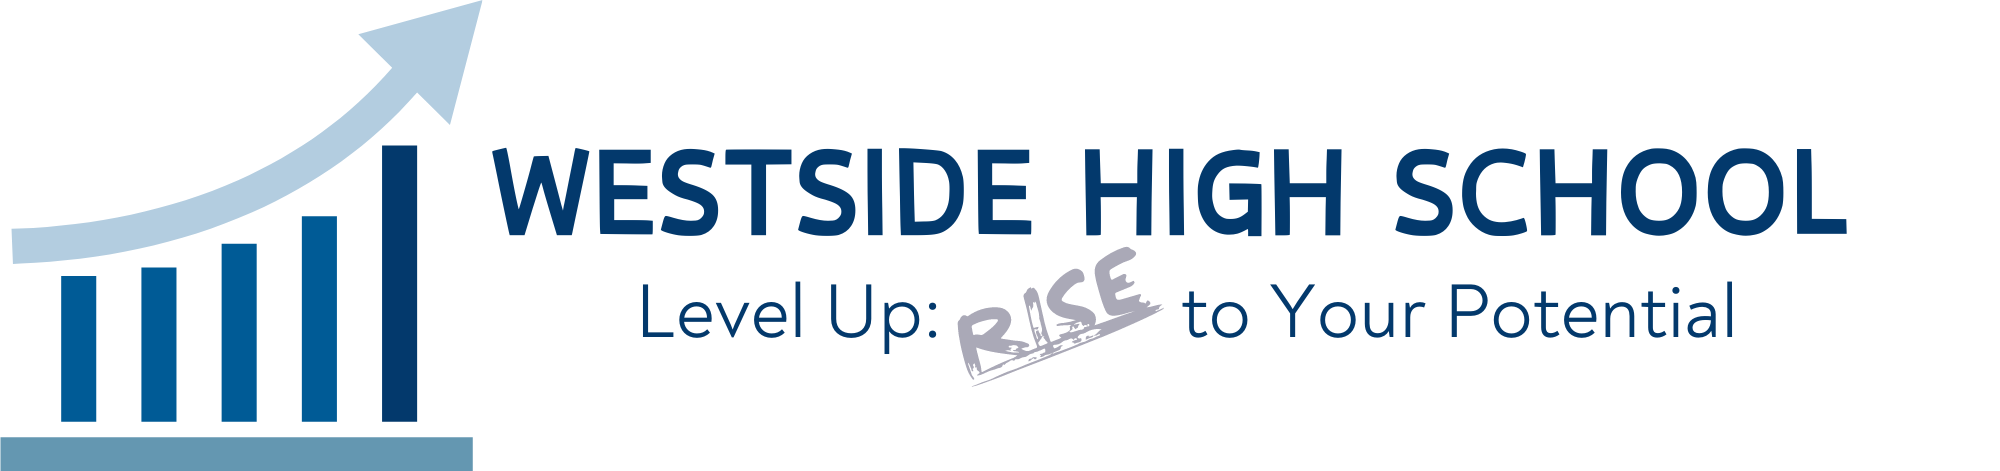 WESTSIDE HIGH SCHOOL
Level Up: RISE to Your Potential